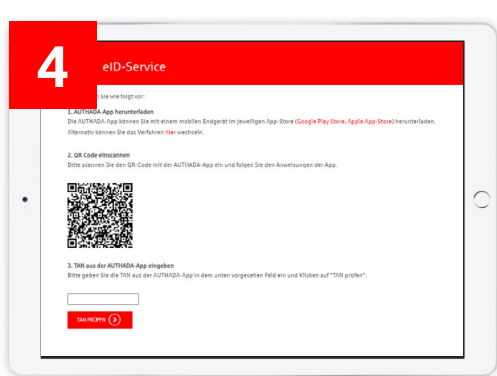 4
eID-Service
Sie wie folgt vor:
1. AUTHADA-App herunterladen
Die AUTHADA-App können Sie mit einem mobilen Endgerät im jeweiligen App-Store (Google Play Store, Apple App-Store) herunterladen.
Alternativ können Sie das Verfahren hier wechseln.
2. QR Code einscannen
Bitte scannen Sie den QR-Code mit der AUTHADA-App ein und folgen Sie den Anweisungen der App.
3. TAN aus der AUTHADA-App eingeben
Bitte geben Sie die TAN aus der AUTHADA-App in dem unten vorgesehen Feld ein und Klicken auf "TAN prüfen".
TAN PRÜFEN